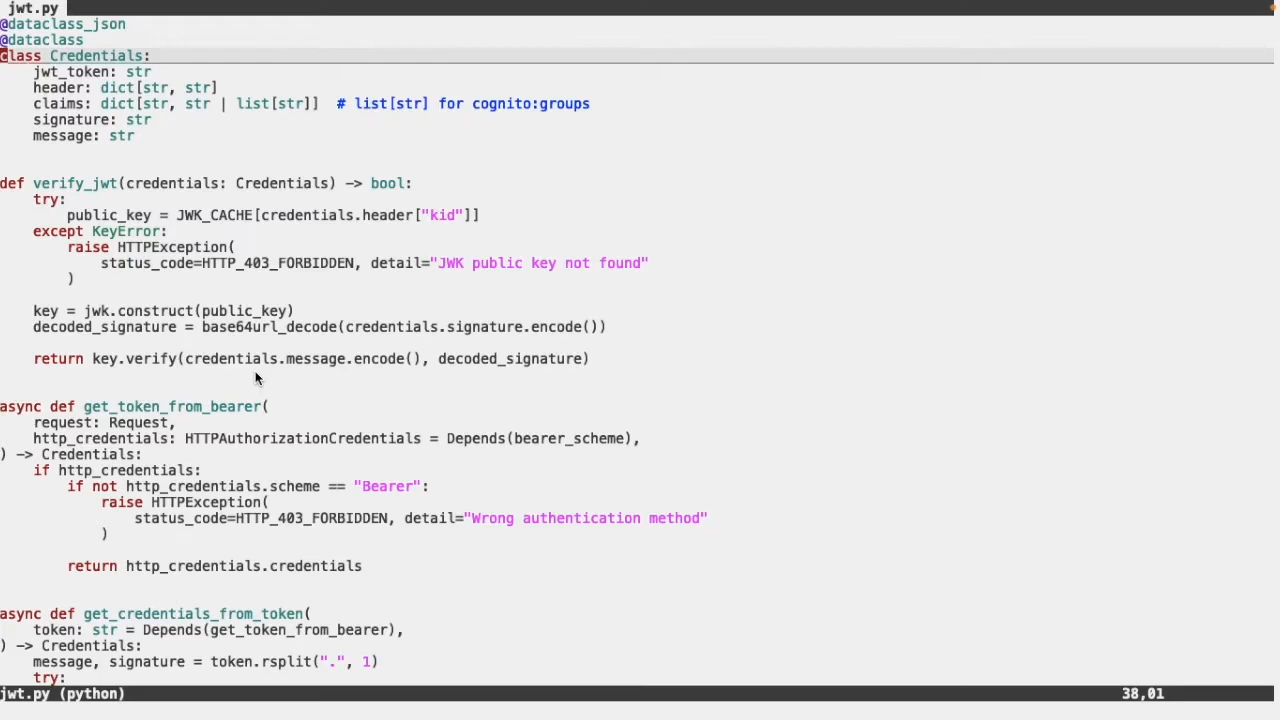 jwt.py
@dataclass_json
@dataclass
class Credentials:
    jwt_token: str
    header: dict[str, str]
    claims: dict[str, str | list[str]]  # list[str] for cognito:groups
    signature: str
    message: str
def verify_jwt(credentials: Credentials) -> bool:
    try:
        public_key = JWK_CACHE[credentials.header["kid"]]
    except KeyError:
        raise HTTPException(
            status_code=HTTP_403_FORBIDDEN, detail="JWK public key not found"
        )
    key = jwk.construct(public_key)
    decoded_signature = base64url_decode(credentials.signature.encode())
    return key.verify(credentials.message.encode(), decoded_signature)
async def get_token_from_bearer(
    request: Request,
    http_credentials: HTTPAuthorizationCredentials = Depends(bearer_scheme),
) -> Credentials:
    if http_credentials:
        if not http_credentials.scheme == "Bearer":
            raise HTTPException(
                status_code=HTTP_403_FORBIDDEN, detail="Wrong authentication method"
            )
        return http_credentials.credentials
async def get_credentials_from_token(
    token: str = Depends(get_token_from_bearer),
) -> Credentials:
    message, signature = token.rsplit(".", 1)
    try:
jwt.py (python) 38,01